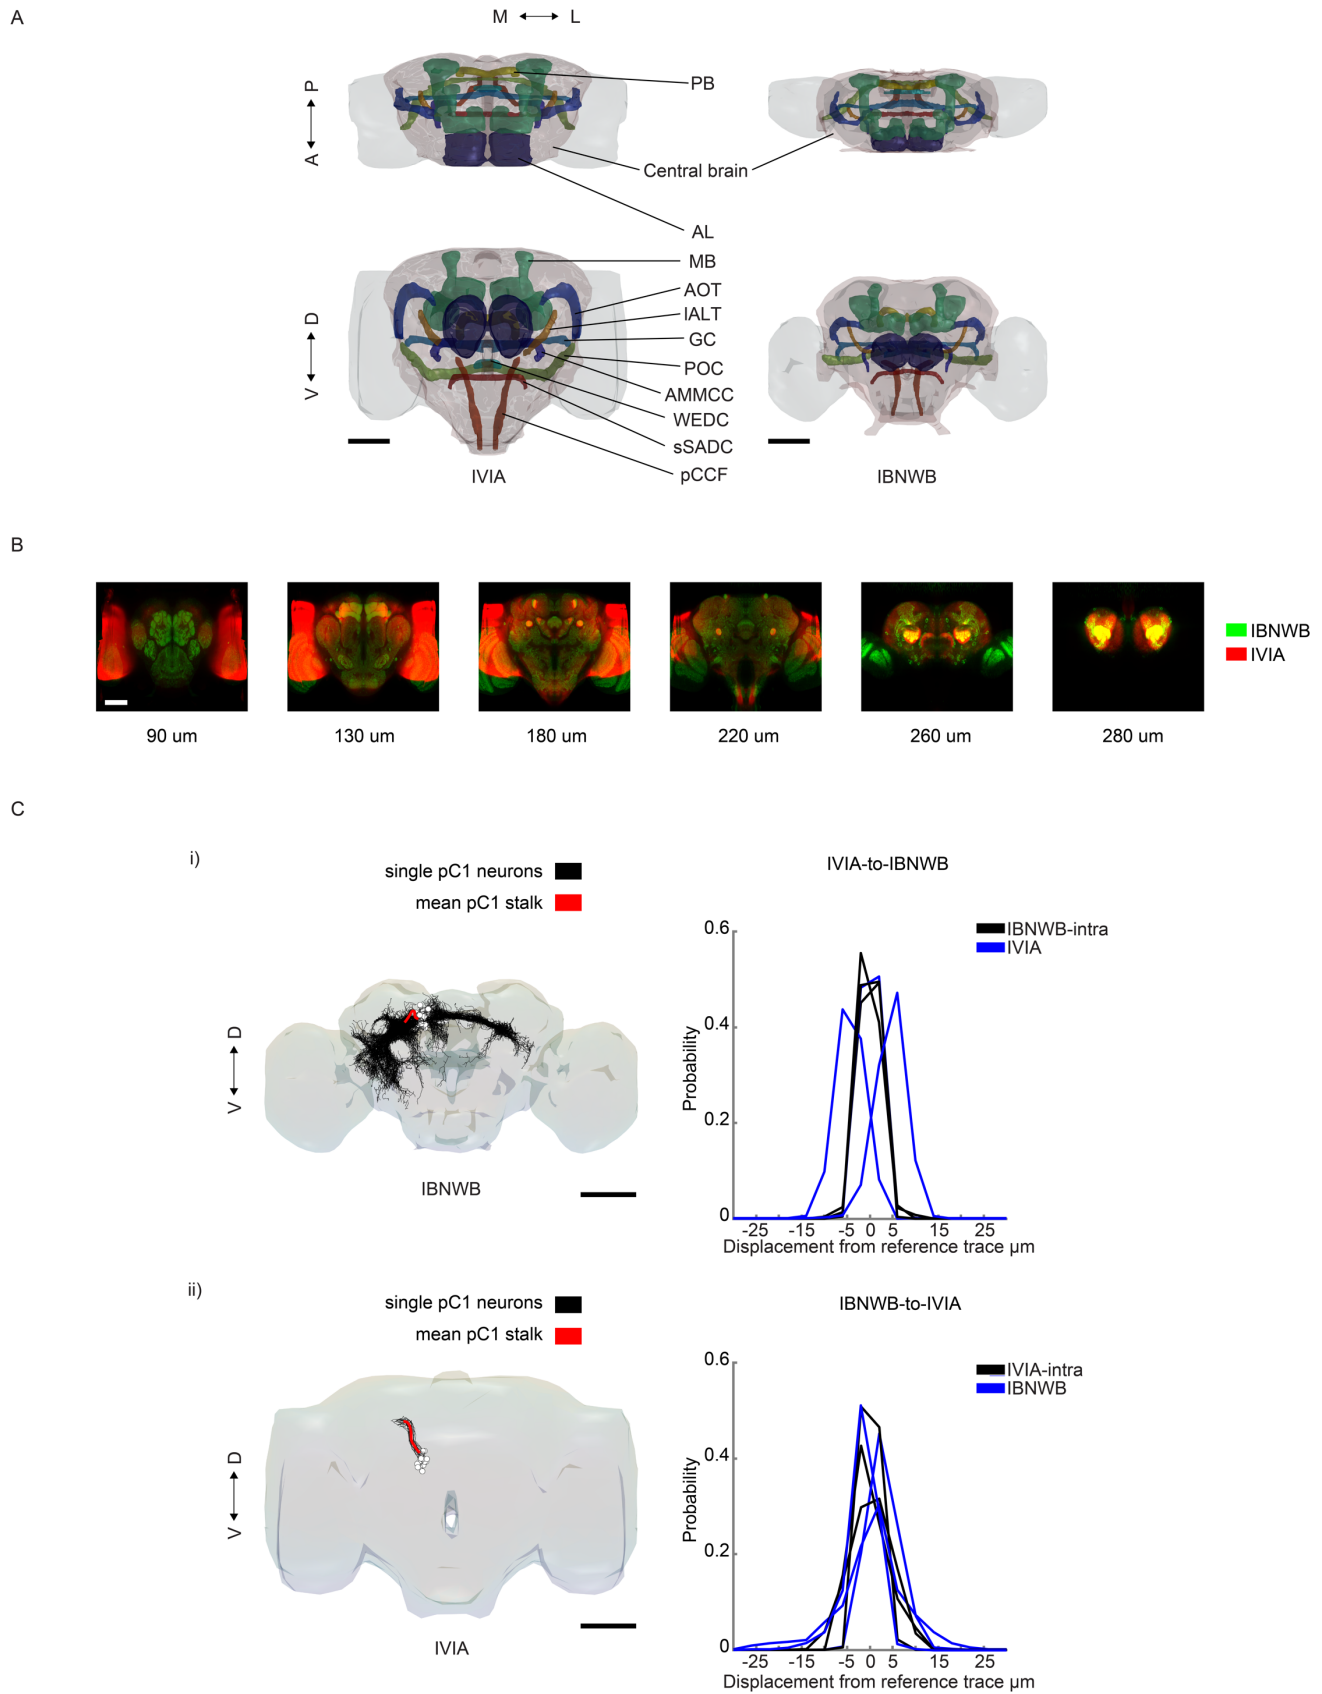 A
M L
P
A
PB
Central brain
AL
MB
AOT
lALT
GC
POC
AMMCC
WEDC
sSADC
pCCF
D
V
IVIA
IBNWB
B
IBNWB
IVIA
90 um
130 um
180 um
220 um
260 um
280 um
C
i)
single pC1 neurons
mean pC1 stalk
D
V
IBNWB
IVIA-to-IBNWB
IBNWB-intra
IVIA
Probability
0.6
0.4
0.2
0
-25 -15 -5 0 5 15 25
Displacement from reference trace µm
ii)
single pC1 neurons
mean pC1 stalk
D
V
IVIA
IBNWB-to-IVIA
IVIA-intra
IBNWB
Probability
0.6
0.4
0.2
0
-25 -15 -5 0 5 15 25
Displacement from reference trace µm